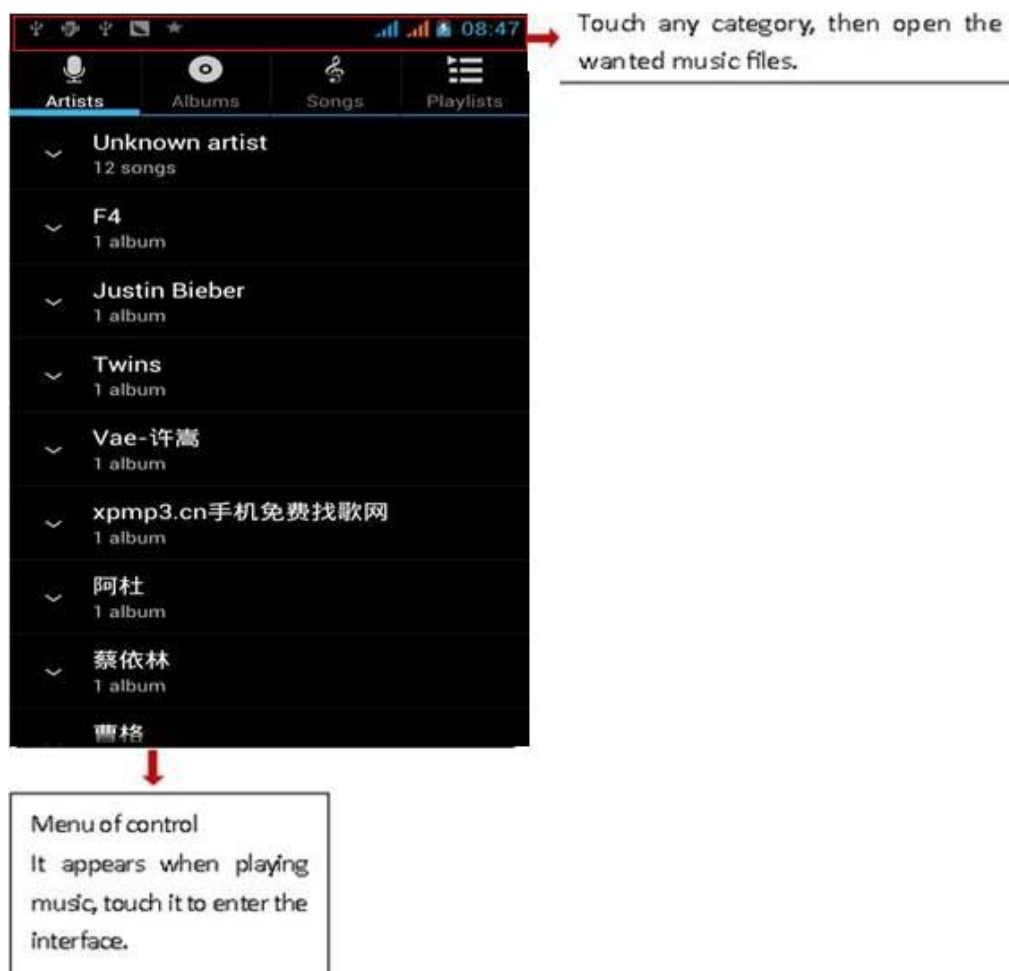 08:47
Touch any category, then open the
wanted music files.
Artists Albums Songs Playlists
Unknown artist
12 songs
F4
1 album
Justin Bieber
1 album
Twins
1 album
Vae-许嵩
1 album
xpmp3.cn手机免费找歌网
1 album
阿杜
1 album
蔡依林
1 album
曹格
Menu of control
It appears when playing
music, touch it to enter the
interface.